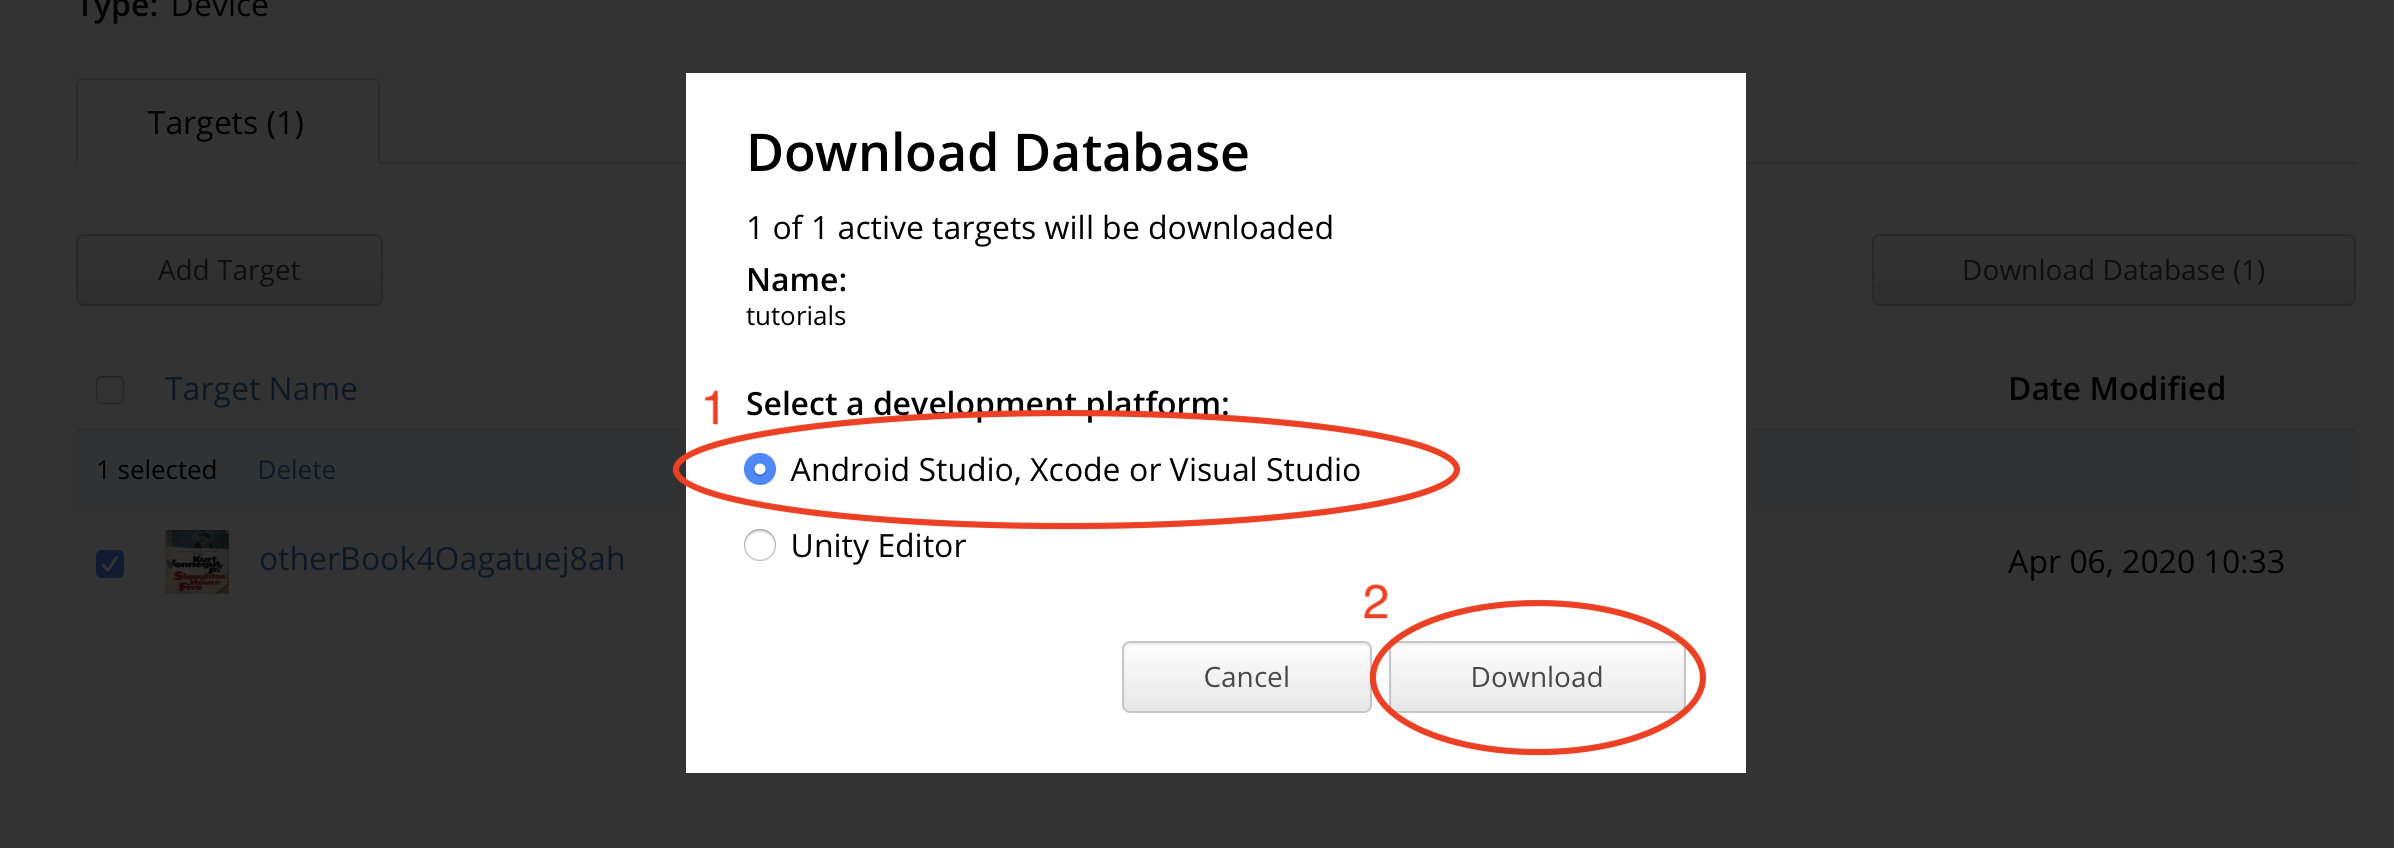 Type: Device
Targets (1)
Download Database
1 of 1 active targets will be downloaded
Add Target
Download Database (1)
Name:
tutorials
Target Name
Date Modified
1 Select a development platform:
1 selected Delete
Android Studio, Xcode or Visual Studio
Kurt
Vonnegut
otherBook4Oagatuej8ah
Unity Editor
Apr 06, 2020 10:33
2
Cancel
Download